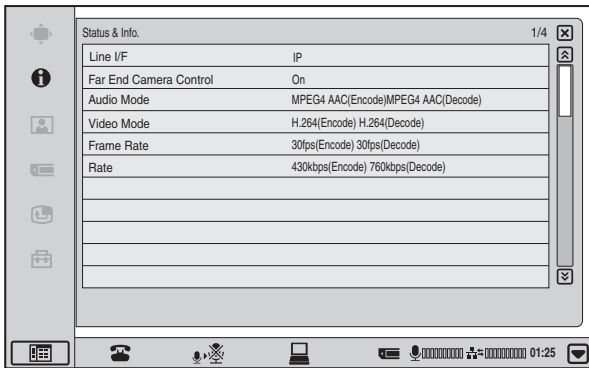 Status & Info. 1/4
Line I/F IP
Far End Camera Control On
Audio Mode MPEG4 AAC(Encode)MPEG4 AAC(Decode)
Video Mode H.264(Encode) H.264(Decode)
Frame Rate 30fps(Encode) 30fps(Decode)
Rate 430kbps(Encode) 760kbps(Decode)
01:25